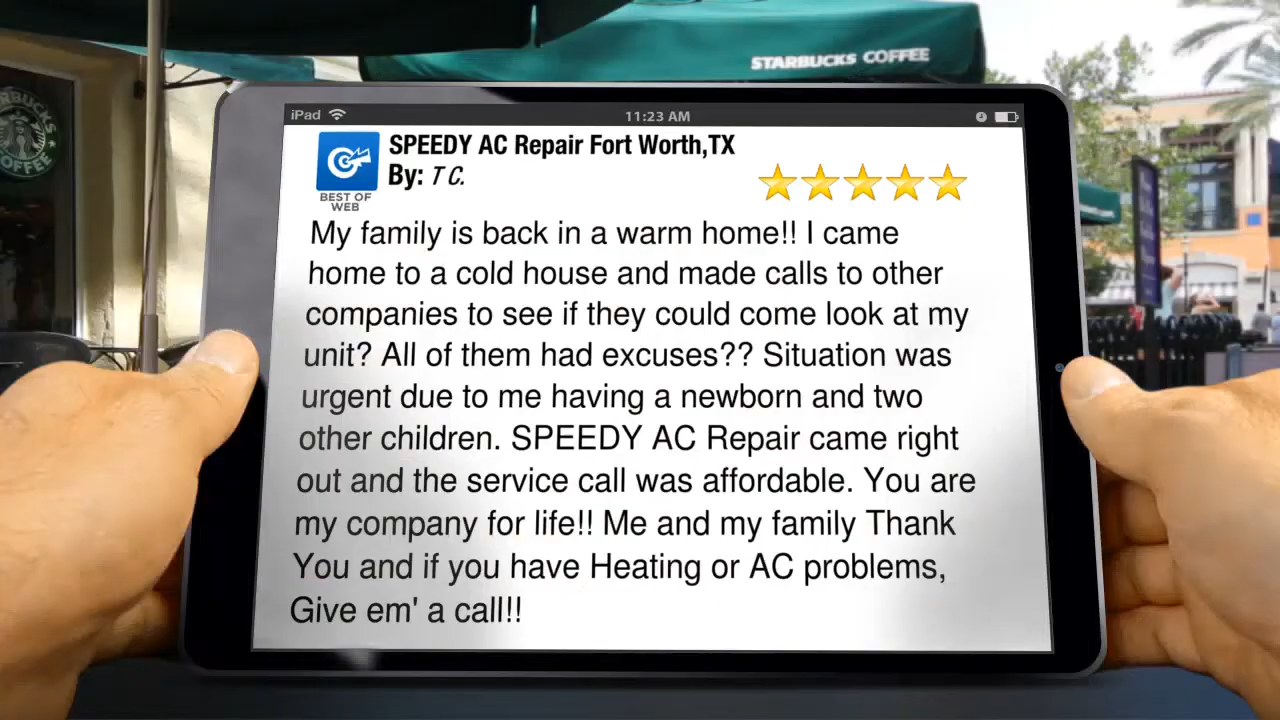 STARBUCKS COFFEE
RBUCKS
COFFEE
iPad
11:23 AM
SPEEDY AC Repair Fort Worth,TX
By: T C.
BEST OF
WEB
My family is back in a warm home!! I came
home to a cold house and made calls to other
companies to see if they could come look at my
unit? All of them had excuses?? Situation was
urgent due to me having a newborn and two
other children. SPEEDY AC Repair came right
out and the service call was affordable. You are
my company for life!! Me and my family Thank
You and if you have Heating or AC problems,
Give em' a call!!